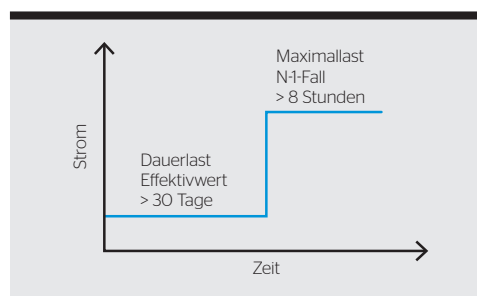 Maximallast
N-1-Fall
> 8 Stunden
Strom
Dauerlast
Effektivwert
> 30 Tage
Zeit